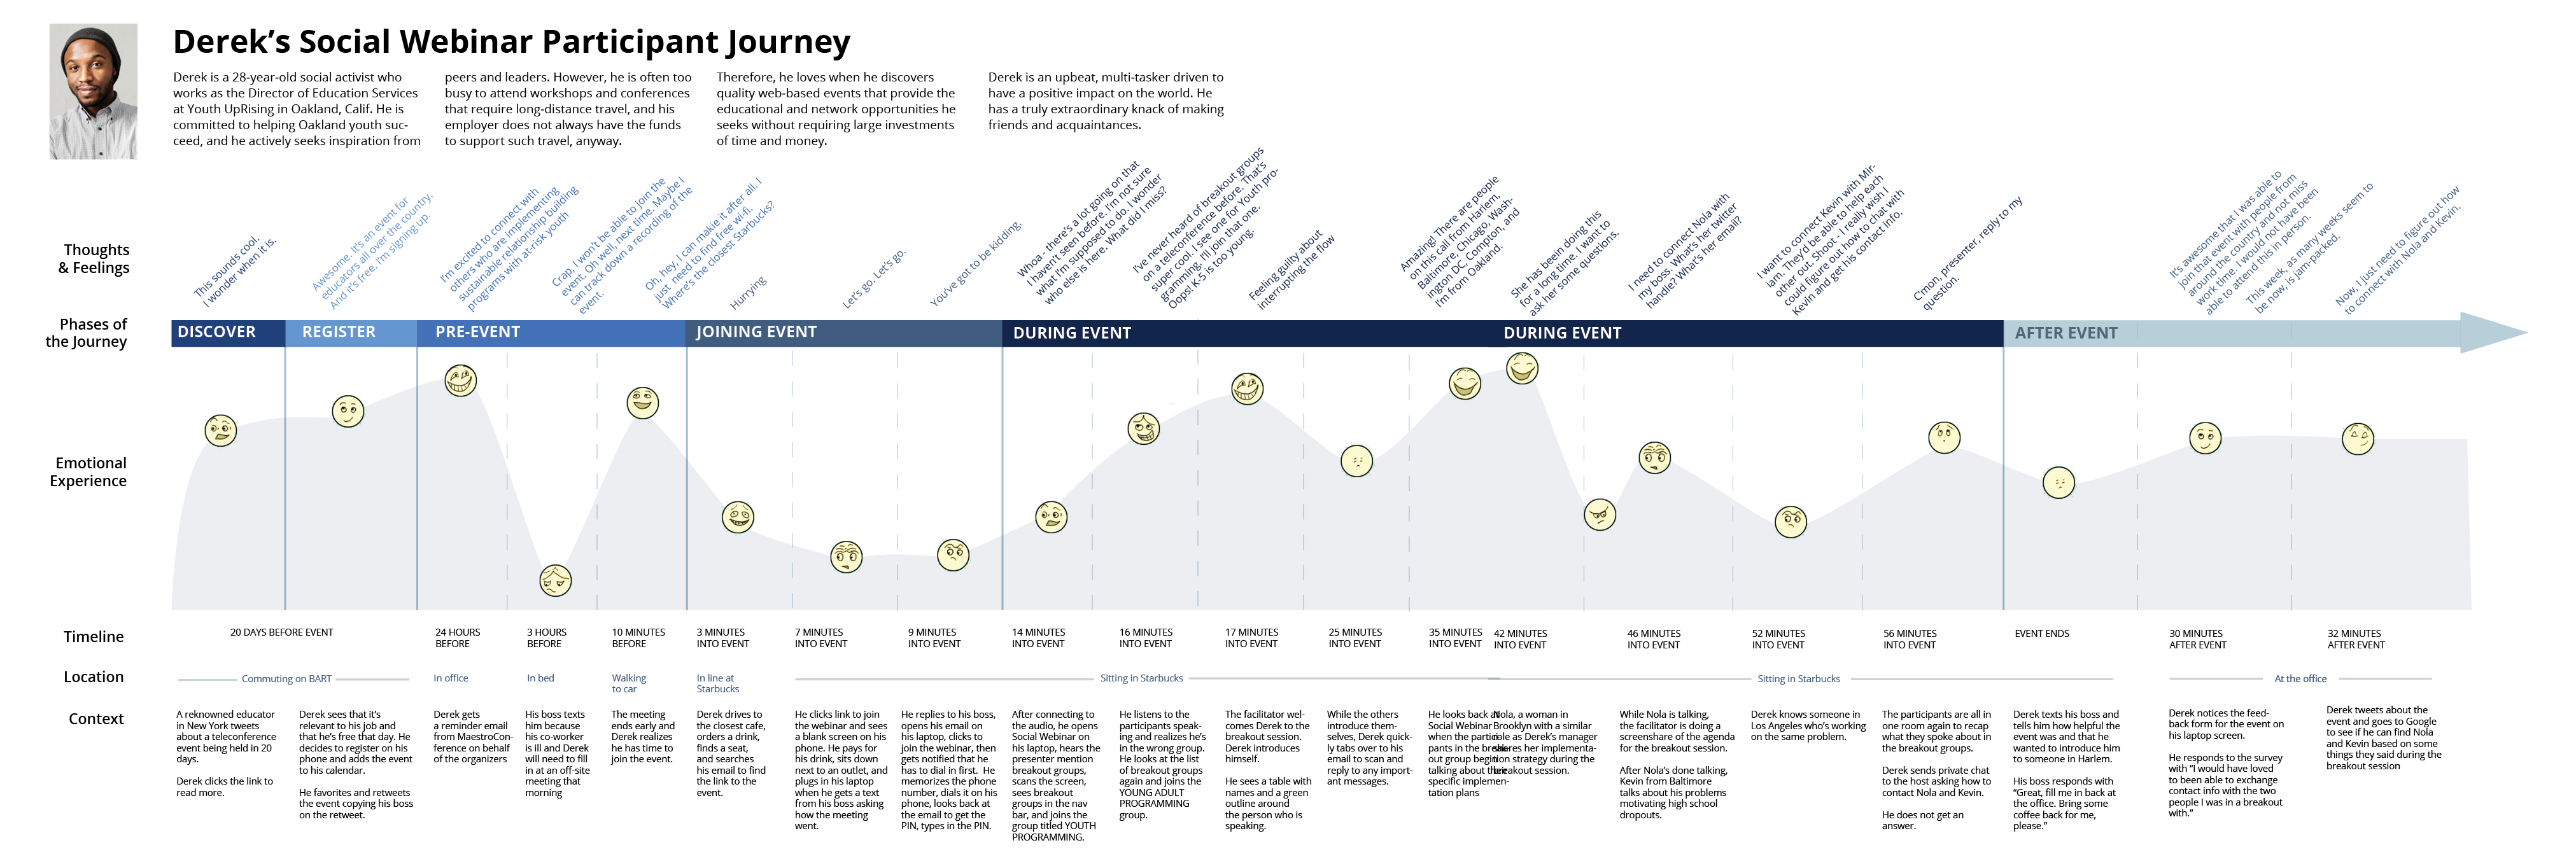 Derek’s Social Webinar Participant Journey
Derek is a 28-year-old social activist who
works as the Director of Education Services
at Youth UpRising in Oakland, Calif. He is
committed to helping Oakland youth suc-
ceed, and he actively seeks inspiration from
peers and leaders. However, he is often too
busy to attend workshops and conferences
that require long-distance travel, and his
employer does not always have the funds
to support such travel, anyway.
Therefore, he loves when he discovers
quality web-based events that provide the
educational and network opportunities he
seeks without requiring large investments
of time and money.
Derek is an upbeat, multi-tasker driven to
have a positive impact on the world. He
has a truly extraordinary knack of making
friends and acquaintances.
Thoughts
& Feelings
This sounds cool.
I wonder when it is.
Awesome. It's an event for
educators all over the country.
And it's free. I'm signing up.
I'm excited to connect with
others who are implementing
sustainable relationship building
programs with at-risk youth
Crap, I won't be able to join the
event. Oh well, next time. Maybe I
can track down a recording of the
event.
Oh, hey, I can makie it after all. I
just need to find free wi-fi.
Where's the closest Starbucks?
Hurrying
Let's go. Let's go.
You've got to be kidding.
Whoa - there's a lot going on that
I haven't seen before. I'm not sure
what I'm supposed to do. I wonder
who else is here. What did I miss?
I've never heard of breakout groups
on a teleconference before. That's
super cool. I see one for Youth pro-
gramming. I'll join that one.
Oops! K-5 is too young.
Feeling guilty about
interrupting the flow
Amazing! There are people
on this call from Harlem,
Baltimore, Chicago, Wash-
ington DC, Compton, and
I'm from Oakland.
She has been doing this
for a long time. I want to
ask her some questions.
I need to connect Nola with
my boss. What's her twitter
handle? What's her email?
I want to connect Kevin with Mir-
iam. They'd be able to help each
other out. Shoot - I really wish I
could figure out how to chat with
Kevin and get his contact info.
C'mon, presenter, reply to my
question.
It's awesome that I was able to
join that event with people from
around the country and not miss
work time. I would not have been
able to attend this in person.
This week, as many weeks seem to
be now, is jam-packed.
Now, I just need to figure out how
to connect with Nola and Kevin.
Phases of
the Journey
DISCOVER
REGISTER
PRE-EVENT
JOINING EVENT
DURING EVENT
DURING EVENT
AFTER EVENT
Emotional
Experience
Timeline
20 DAYS BEFORE EVENT
24 HOURS
BEFORE
3 HOURS
BEFORE
10 MINUTES
BEFORE
3 MINUTES
INTO EVENT
7 MINUTES
INTO EVENT
9 MINUTES
INTO EVENT
14 MINUTES
INTO EVENT
16 MINUTES
INTO EVENT
17 MINUTES
INTO EVENT
25 MINUTES
INTO EVENT
35 MINUTES
INTO EVENT
42 MINUTES
INTO EVENT
46 MINUTES
INTO EVENT
52 MINUTES
INTO EVENT
56 MINUTES
INTO EVENT
EVENT ENDS
30 MINUTES
AFTER EVENT
32 MINUTES
AFTER EVENT
Location
Commuting on BART
In office
In bed
Walking
to car
In line at
Starbucks
Sitting in Starbucks
Sitting in Starbucks
At the office
Context
A reknowned educator
in New York tweets
about a teleconference
event being held in 20
days.
Derek clicks the link to
read more.
Derek sees that it's
relevant to his job and
that he's free that day. He
decides to register on his
phone and adds the event
to his calendar.
He favorites and retweets
the event copying his boss
on the retweet.
Derek gets
a reminder email
from MaestroCon-
ference on behalf
of the organizers
His boss texts
him because
his co-worker
is ill and Derek
will need to fill
in at an off-site
meeting that
morning
The meeting
ends early and
Derek realizes
he has time to
join the event.
Derek drives to
the closest cafe,
orders a drink,
finds a seat,
and searches
his email to find
the link to the
event.
He clicks link to join
the webinar and sees
a blank screen on his
phone. He pays for
his drink, sits down
next to an outlet, and
plugs in his laptop
when he gets a text
from his boss asking
how the meeting
went.
He replies to his boss,
opens his email on
his laptop, clicks to
join the webinar, then
gets notified that he
has to dial in first. He
memorizes the phone
number, dials it on his
phone, looks back at
the email to get the
PIN, types in the PIN.
After connecting to
the audio, he opens
Social Webinar on
his laptop, hears the
presenter mention
breakout groups,
scans the screen,
sees breakout
groups in the nav
bar, and joins the
group titled YOUTH
PROGRAMMING.
He listens to the
participants speak-
ing and realizes he's
in the wrong group.
He looks at the list
of breakout groups
again and joins the
YOUNG ADULT
PROGRAMMING
group.
The facilitator wel-
comes Derek to the
breakout session.
Derek introduces
himself.
He sees a table with
names and a green
outline around
the person who is
speaking.
While the others
introduce them-
selves, Derek quick-
ly tabs over to his
email to scan and
reply to any import-
ant messages.
He looks back at
Social Webinar
when the partici-
pants in the break-
out group begin
talking about their
specific implemen-
tation plans
Nola, a woman in
Brooklyn with a similar
role as Derek's manager
shares her implementa-
tion strategy during the
breakout session.
While Nola is talking,
the facilitator is doing a
screenshare of the agenda
for the breakout session.
After Nola's done talking,
Kevin from Baltimore
talks about his problems
motivating high school
dropouts.
Derek knows someone in
Los Angeles who's working
on the same problem.
The participants are all in
one room again to recap
what they spoke about in
the breakout groups.
Derek sends private chat
to the host asking how to
contact Nola and Kevin.
He does not get an
answer.
Derek texts his boss and
tells him how helpful the
event was and that he
wanted to introduce him
to someone in Harlem.
His boss responds with
“Great, fill me in back at
the office. Bring some
coffee back for me,
please.”
Derek notices the feed-
back form for the event on
his laptop screen.
He responds to the survey
with “I would have loved
to been able to exchange
contact info with the two
people I was in a breakout
with.”
Derek tweets about the
event and goes to Google
to see if he can find Nola
and Kevin based on some
things they said during the
breakout session